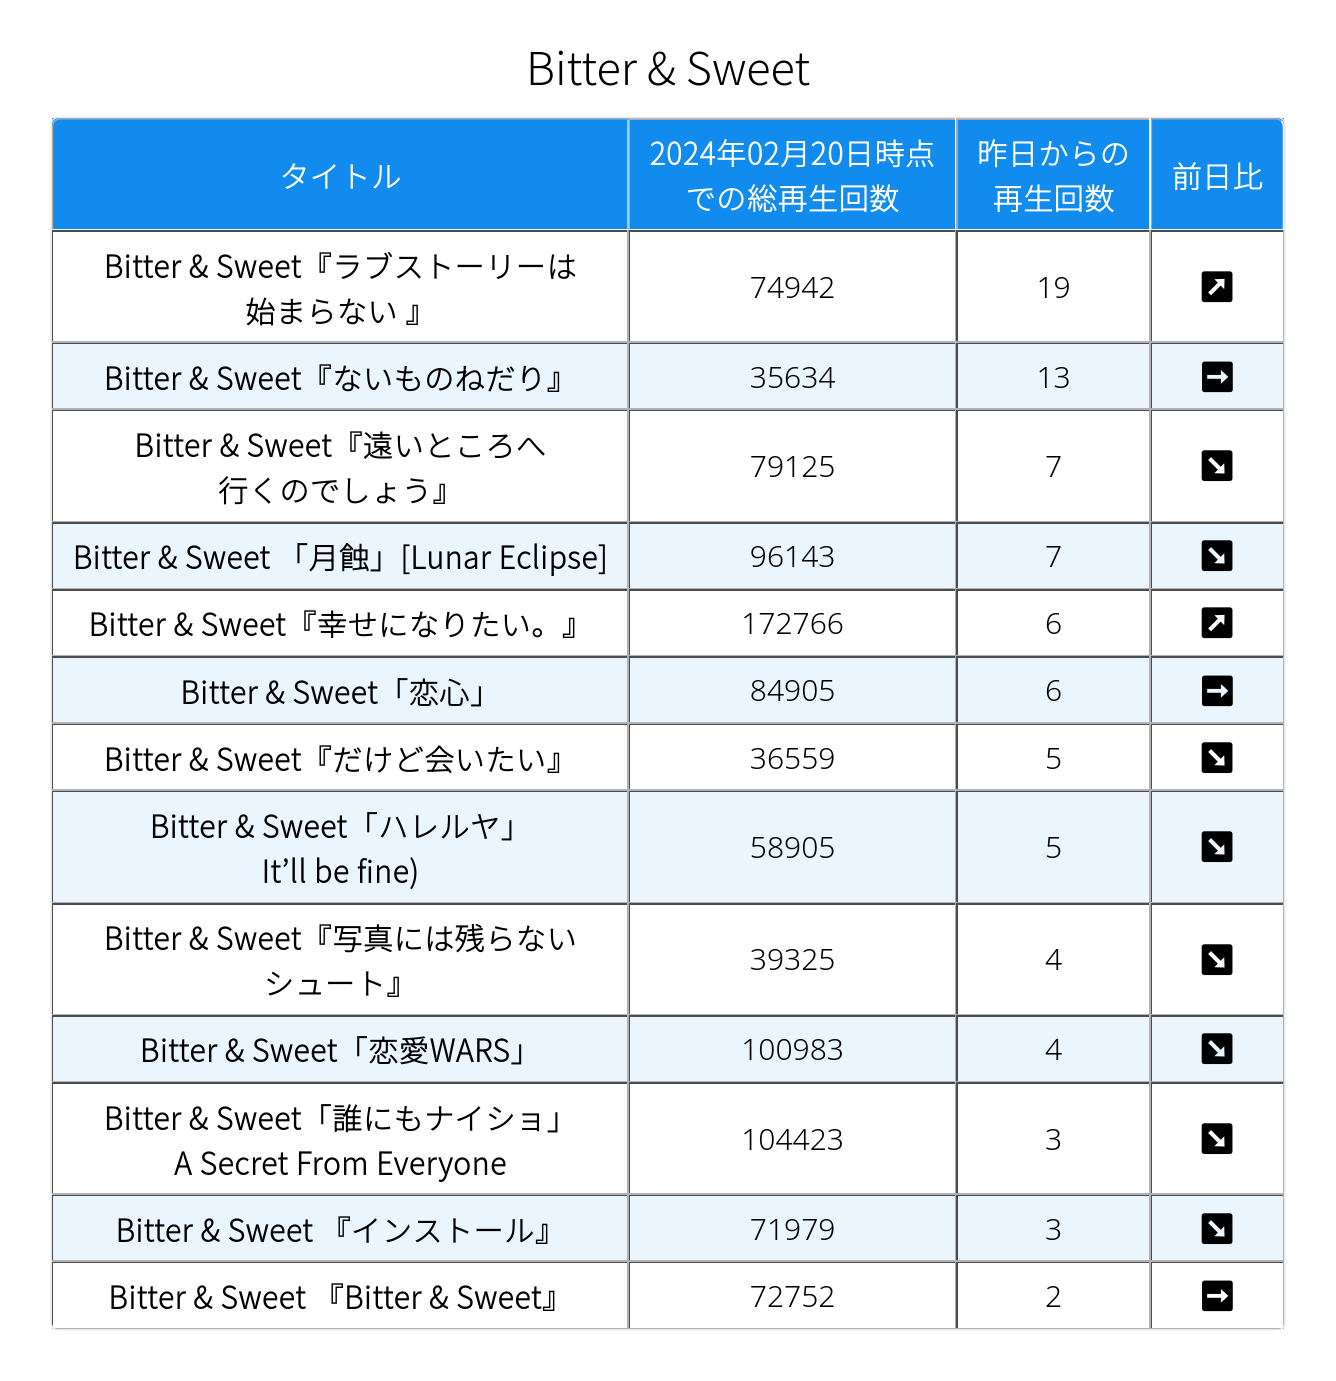 Bitter & Sweet
タイトル
2024年02月20日時点
での総再生回数
昨日からの
再生回数
前日比
Bitter & Sweet『ラブストーリーは
始まらない 』
74942
19
Bitter & Sweet『ないものねだり』
35634
13
Bitter & Sweet『遠いところへ
行くのでしょう』
79125
7
Bitter & Sweet 「月蝕」[Lunar Eclipse]
96143
7
Bitter & Sweet『幸せになりたい。』
172766
6
Bitter & Sweet「恋心」
84905
6
Bitter & Sweet『だけど会いたい』
36559
5
Bitter & Sweet「ハレルヤ」
It’ll be fine)
58905
5
Bitter & Sweet『写真には残らない
シュート』
39325
4
Bitter & Sweet「恋愛WARS」
100983
4
Bitter & Sweet「誰にもナイショ」
A Secret From Everyone
104423
3
Bitter & Sweet 『インストール』
71979
3
Bitter & Sweet 『Bitter & Sweet』
72752
2